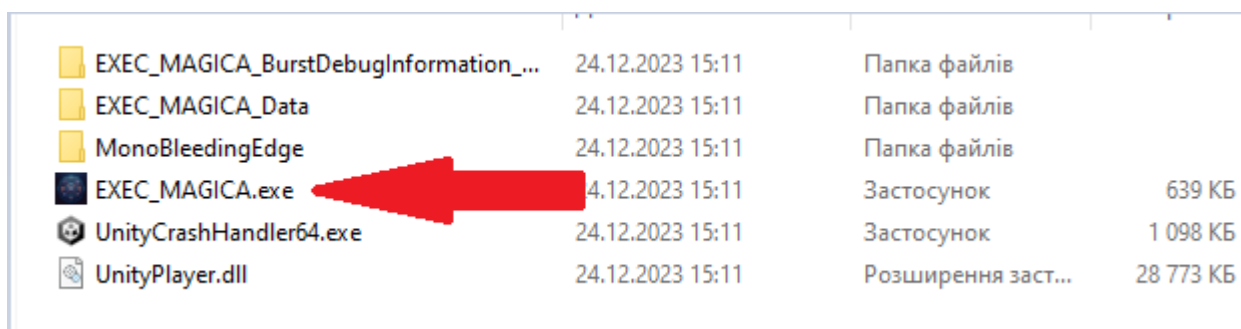 EXEC_MAGICA_BurstDebugInformation_... 24.12.2023 15:11 Папка файлів
EXEC_MAGICA_Data 24.12.2023 15:11 Папка файлів
MonoBleedingEdge 24.12.2023 15:11 Папка файлів
EXEC_MAGICA.exe 4.12.2023 15:11 Застосунок 639 КБ
UnityCrashHandler64.exe 24.12.2023 15:11 Застосунок 1 098 КБ
UnityPlayer.dll 24.12.2023 15:11 Розширення заст... 28 773 КБ